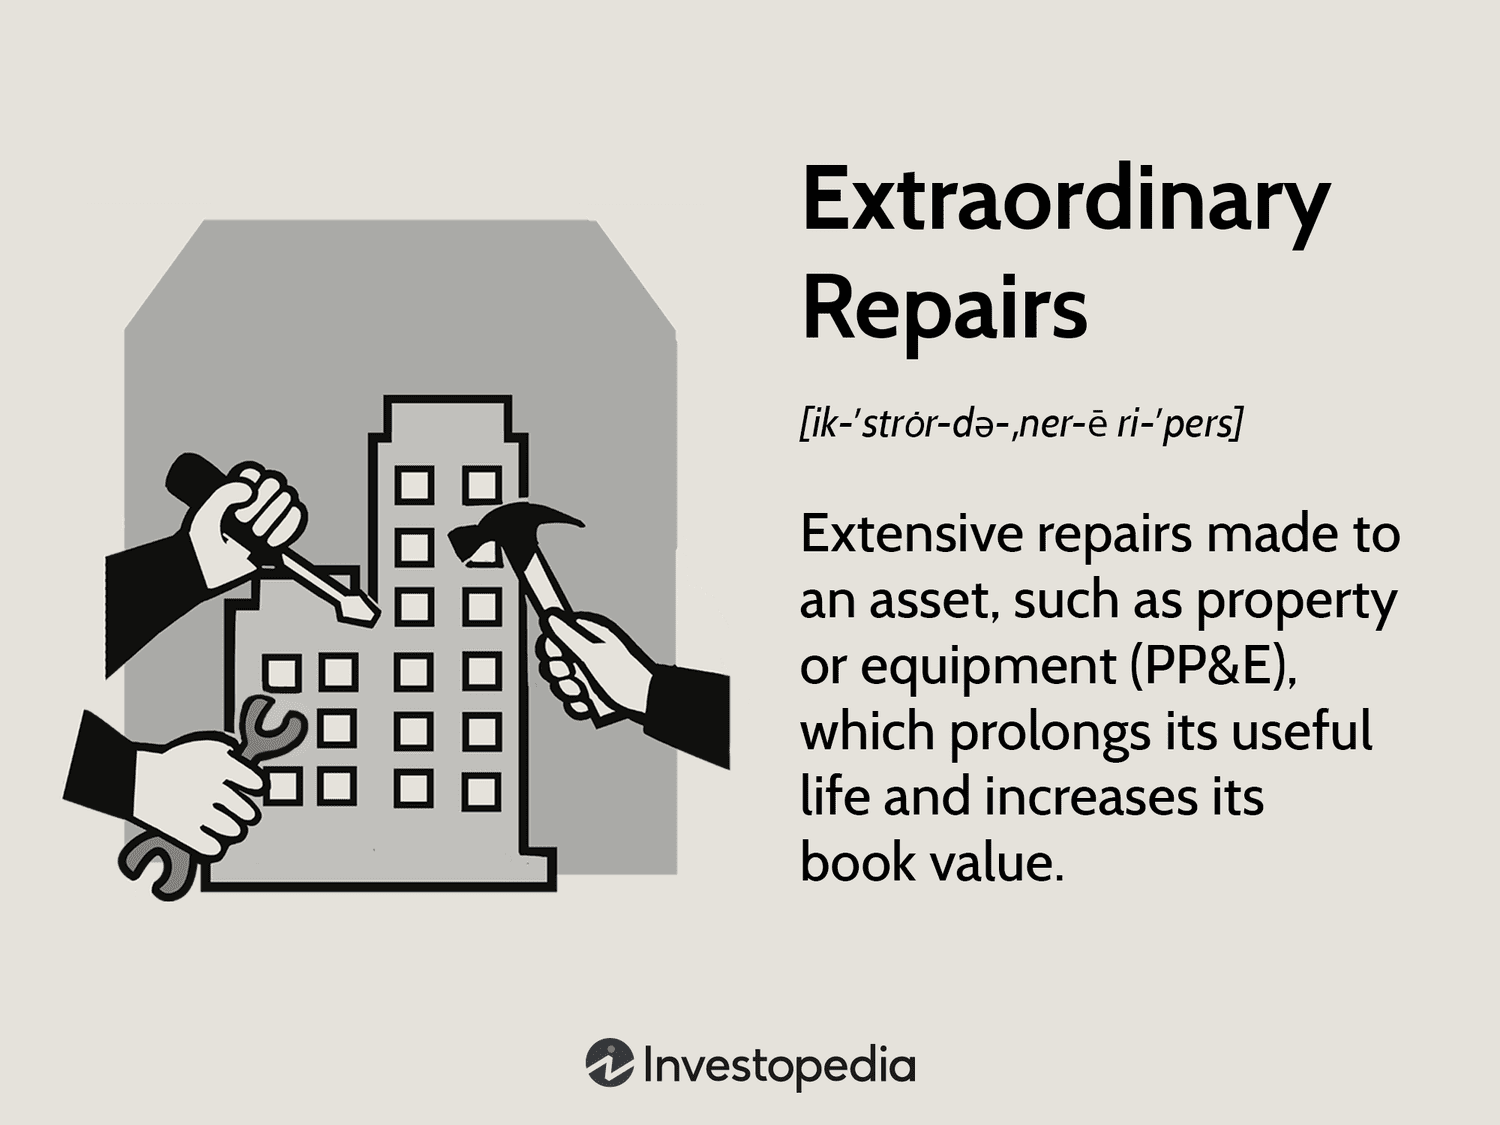 Extraordinary
Repairs
[ik-ˈstrȯr-də-ˌner-ē ri-ˈpers]
Extensive repairs made to
an asset, such as property
or equipment (PP&E),
which prolongs its useful
life and increases its
book value.
Investopedia